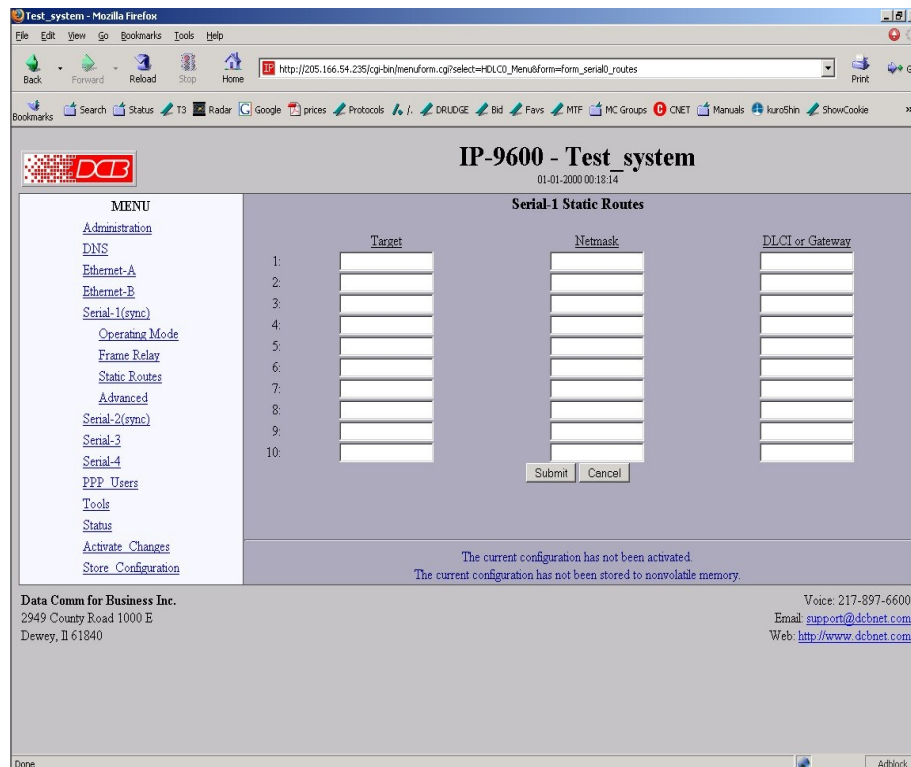 Test_system - Mozilla Firefox
File Edit View Go Bookmarks Tools Help
Back Forward Reload Stop Home
IP http://205.166.54.235/cgi-bin/menuform.cgi?select=HDLC0_Menu&form=form_serial0_routes
Print
Bookmarks Search Status T3 Radar Google prices Protocols /. DRUDGE Bid Favs MTF MC Groups CNET Manuals kuro5hin ShowCookie »
DCB
IP-9600 - Test_system
01-01-2000 00:18:14
MENU
Administration
DNS
Ethernet-A
Ethernet-B
Serial-1(sync)
Operating Mode
Frame Relay
Static Routes
Advanced
Serial-2(sync)
Serial-3
Serial-4
PPP Users
Tools
Status
Activate Changes
Store Configuration
Serial-1 Static Routes
Target Netmask DLCI or Gateway
1:
2:
3:
4:
5:
6:
7:
8:
9:
10:
Submit Cancel
The current configuration has not been activated.
The current configuration has not been stored to nonvolatile memory.
Data Comm for Business Inc.
2949 County Road 1000 E
Dewey, Il 61840
Voice: 217-897-6600
Email: support@dcbnet.com
Web: http://www.dcbnet.com
Done
Adblock